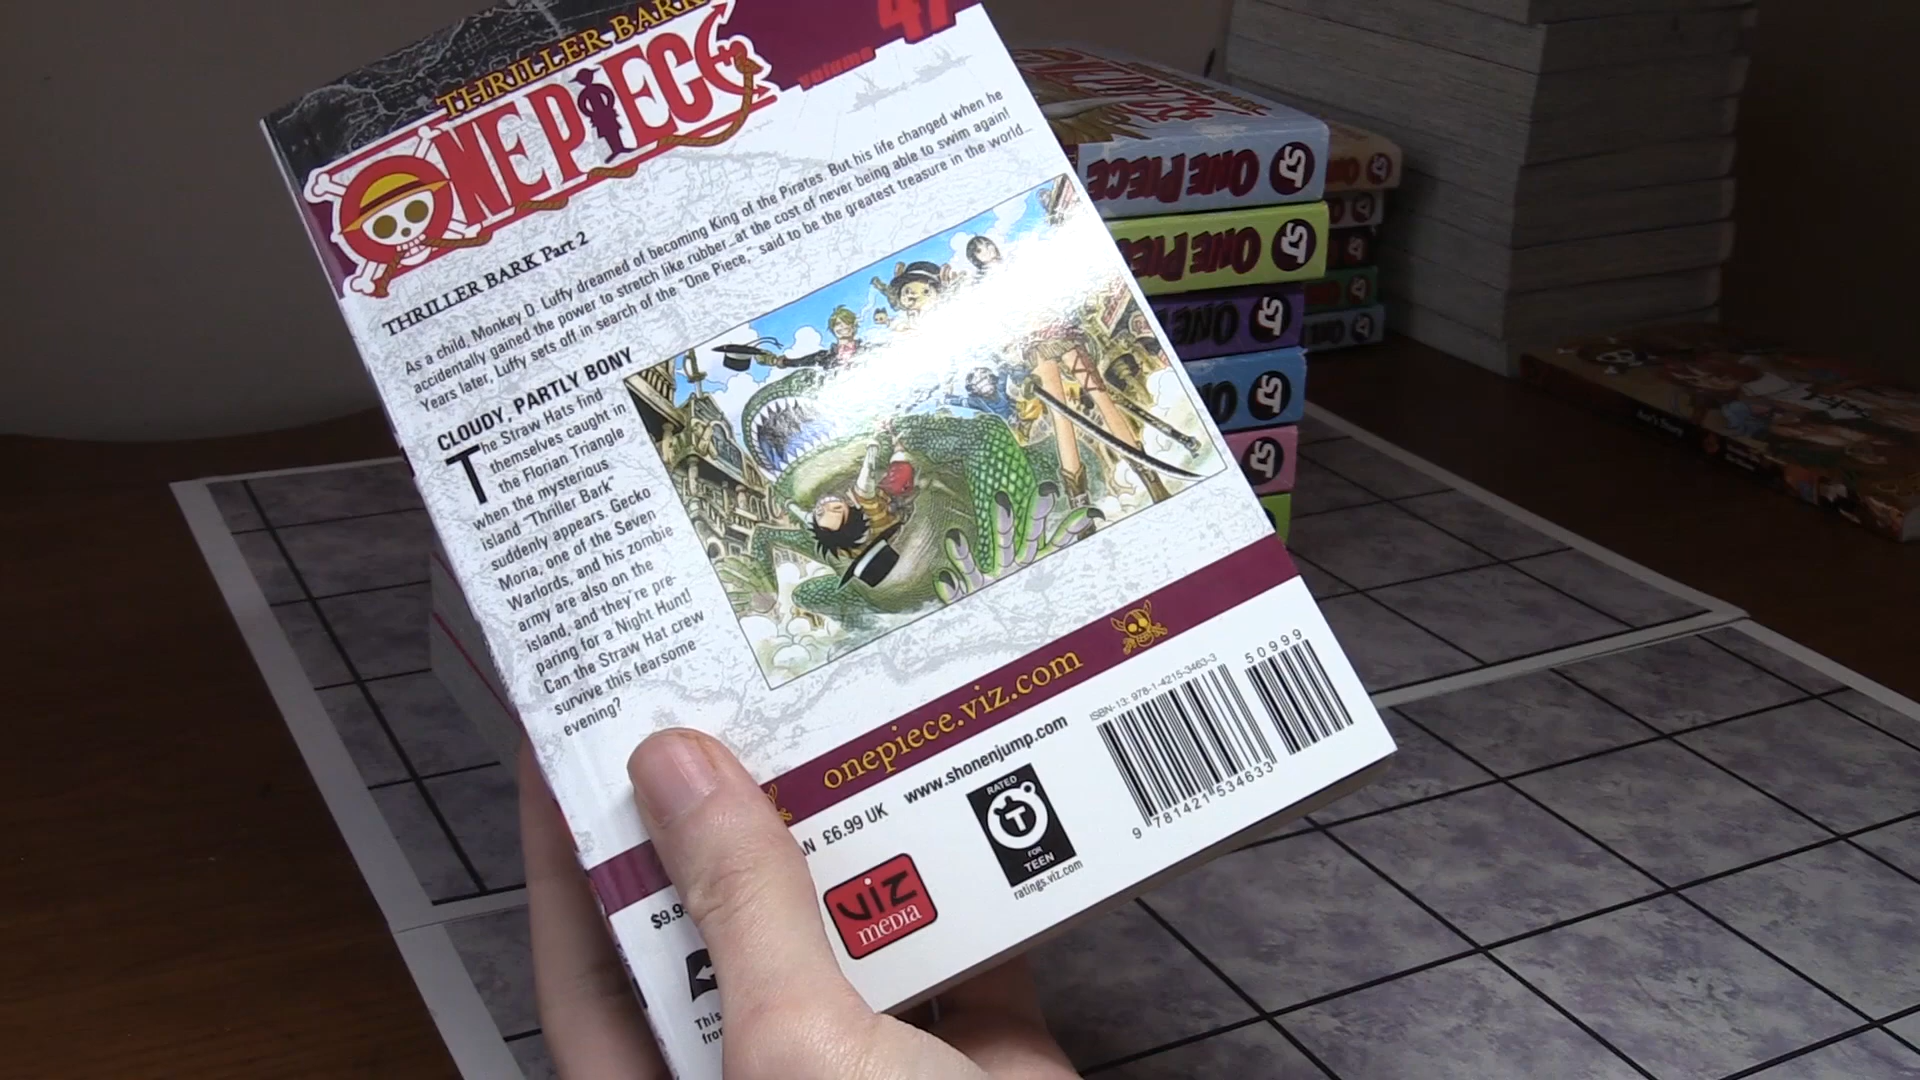 THRILLER BARK
ONE PIECE
volume 47
THRILLER BARK Part 2
As a child, Monkey D. Luffy dreamed of becoming King of the Pirates. But his life changed when he
accidentally gained the power to stretch like rubber...at the cost of never being able to swim again!
Years later, Luffy sets off in search of the "One Piece," said to be the greatest treasure in the world...
CLOUDY, PARTLY BONY
The Straw Hats find
themselves caught in
the Florian Triangle
when the mysterious
island "Thriller Bark"
suddenly appears. Gecko
Moria, one of the Seven
Warlords, and his zombie
army are also on the
island, and they're pre-
paring for a Night Hunt!
Can the Straw Hat crew
survive this fearsome
evening?
onepiece.viz.com
$9.9
AN £6.99 UK
www.shonenjump.com
ISBN-13: 978-1-4215-3463-3
50999
9 781421 534633
RATED
T
FOR
TEEN
ratings.viz.com
VIZ
MEDIA
This
from
ONE PIECE
ONE PIECE
ONE P